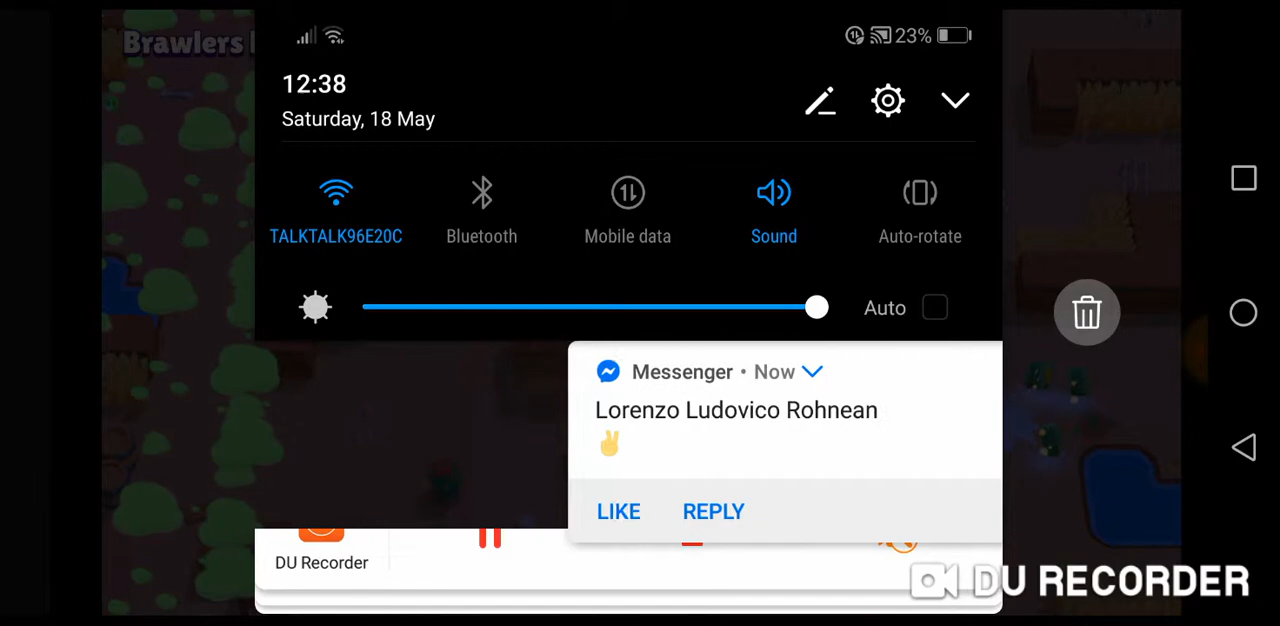 Brawlers
23%
12:38
Saturday, 18 May
TALKTALK96E20C
Bluetooth
Mobile data
Sound
Auto-rotate
Auto
Messenger • Now
Lorenzo Ludovico Rohnean
✌
LIKE REPLY
DU Recorder
DU RECORDER